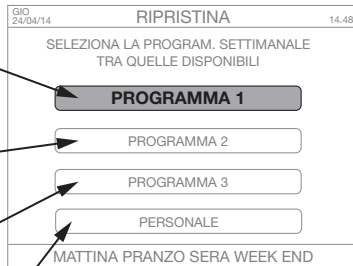 GIO
24/04/14
RIPRISTINA
14.48
SELEZIONA LA PROGRAM. SETTIMANALE
TRA QUELLE DISPONIBILI
PROGRAMMA 1
PROGRAMMA 2
PROGRAMMA 3
PERSONALE
MATTINA PRANZO SERA WEEK END